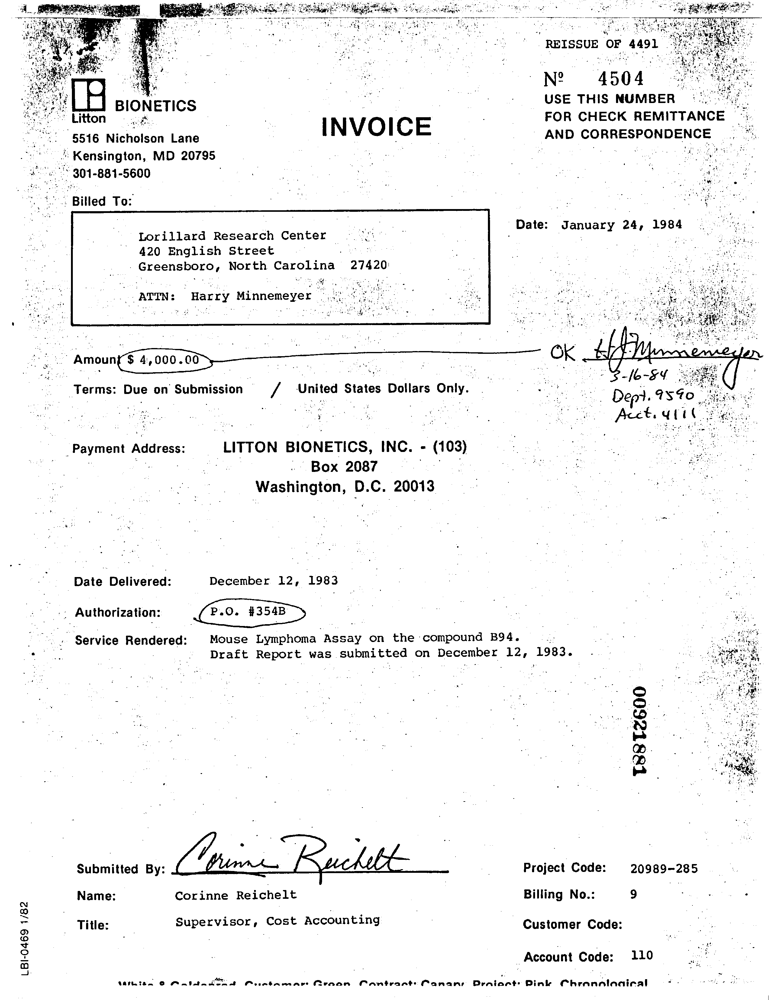 REISSUE OF 4491
Nº 4504
USE THIS NUMBER
FOR CHECK REMITTANCE
AND CORRESPONDENCE
BIONETICS
Litton
INVOICE
5516 Nicholson Lane
Kensington, MD 20795
301-881-5600
Billed To:
Date: January 24, 1984
Lorillard Research Center
420 English Street
Greensboro, North Carolina 27420
ATTN: Harry Minnemeyer
Amount $ 4,000.00
OK H J Minnemeyer
3-16-84
Dept. 9590
Acct. 4111
Terms: Due on Submission / United States Dollars Only.
Payment Address: LITTON BIONETICS, INC. - (103)
Box 2087
Washington, D.C. 20013
Date Delivered: December 12, 1983
Authorization: P.O. #354B
Service Rendered: Mouse Lymphoma Assay on the compound B94.
Draft Report was submitted on December 12, 1983.
00921881
Submitted By: Corinne Reichelt
Name: Corinne Reichelt
Title: Supervisor, Cost Accounting
Project Code: 20989-285
Billing No.: 9
Customer Code:
Account Code: 110
LBI-0469 1/82
White & Goldenrod Customer: Green Contract: Canary Project: Pink Chronological